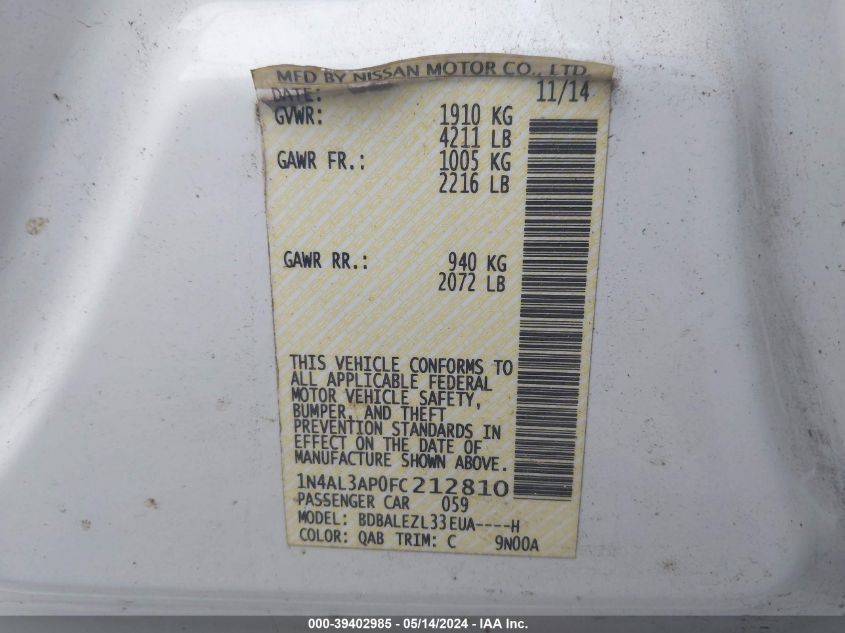 MFD BY NISSAN MOTOR CO., LTD.
DATE: 11/14
GVWR: 1910 KG
4211 LB
GAWR FR.: 1005 KG
2216 LB
GAWR RR.: 940 KG
2072 LB
THIS VEHICLE CONFORMS TO
ALL APPLICABLE FEDERAL
MOTOR VEHICLE SAFETY,
BUMPER, AND THEFT
PREVENTION STANDARDS IN
EFFECT ON THE DATE OF
MANUFACTURE SHOWN ABOVE.
1N4AL3AP0FC212810
PASSENGER CAR 059
MODEL: BDBALEZL33EUA----H
COLOR: QAB TRIM: C 9N00A
000-39402985 - 05/14/2024 - IAA Inc.